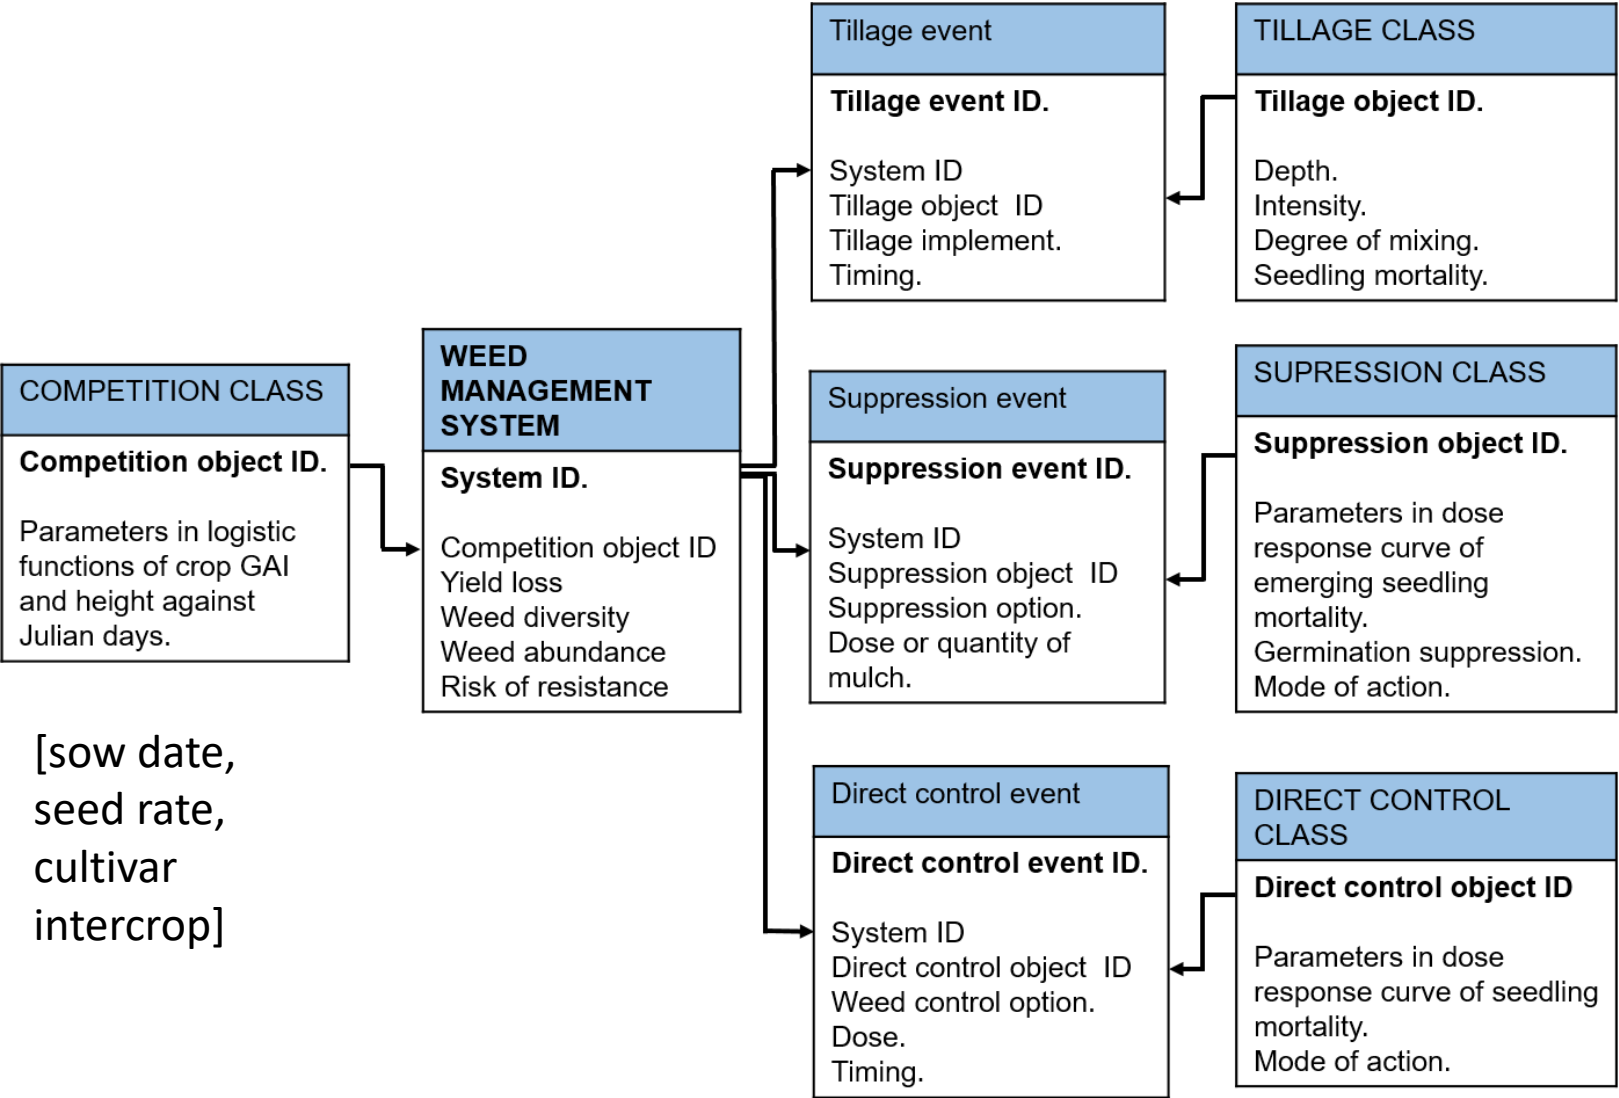 Tillage event
Tillage event ID.
System ID
Tillage object  ID
Tillage implement.
Timing.
TILLAGE CLASS
Tillage object ID.
Depth.
Intensity.
Degree of mixing.
Seedling mortality.
COMPETITION CLASS
Competition object ID.
Parameters in logistic
functions of crop GAI
and height against
Julian days.
[sow date,
seed rate,
cultivar
intercrop]
WEED
MANAGEMENT
SYSTEM
System ID.
Competition object ID
Yield loss
Weed diversity
Weed abundance
Risk of resistance
Suppression event
Suppression event ID.
System ID
Suppression object  ID
Suppression option.
Dose or quantity of
mulch.
SUPRESSION CLASS
Suppression object ID.
Parameters in dose
response curve of
emerging seedling
mortality.
Germination suppression.
Mode of action.
Direct control event
Direct control event ID.
System ID
Direct control object  ID
Weed control option.
Dose.
Timing.
DIRECT CONTROL
CLASS
Direct control object ID
Parameters in dose
response curve of seedling
mortality.
Mode of action.